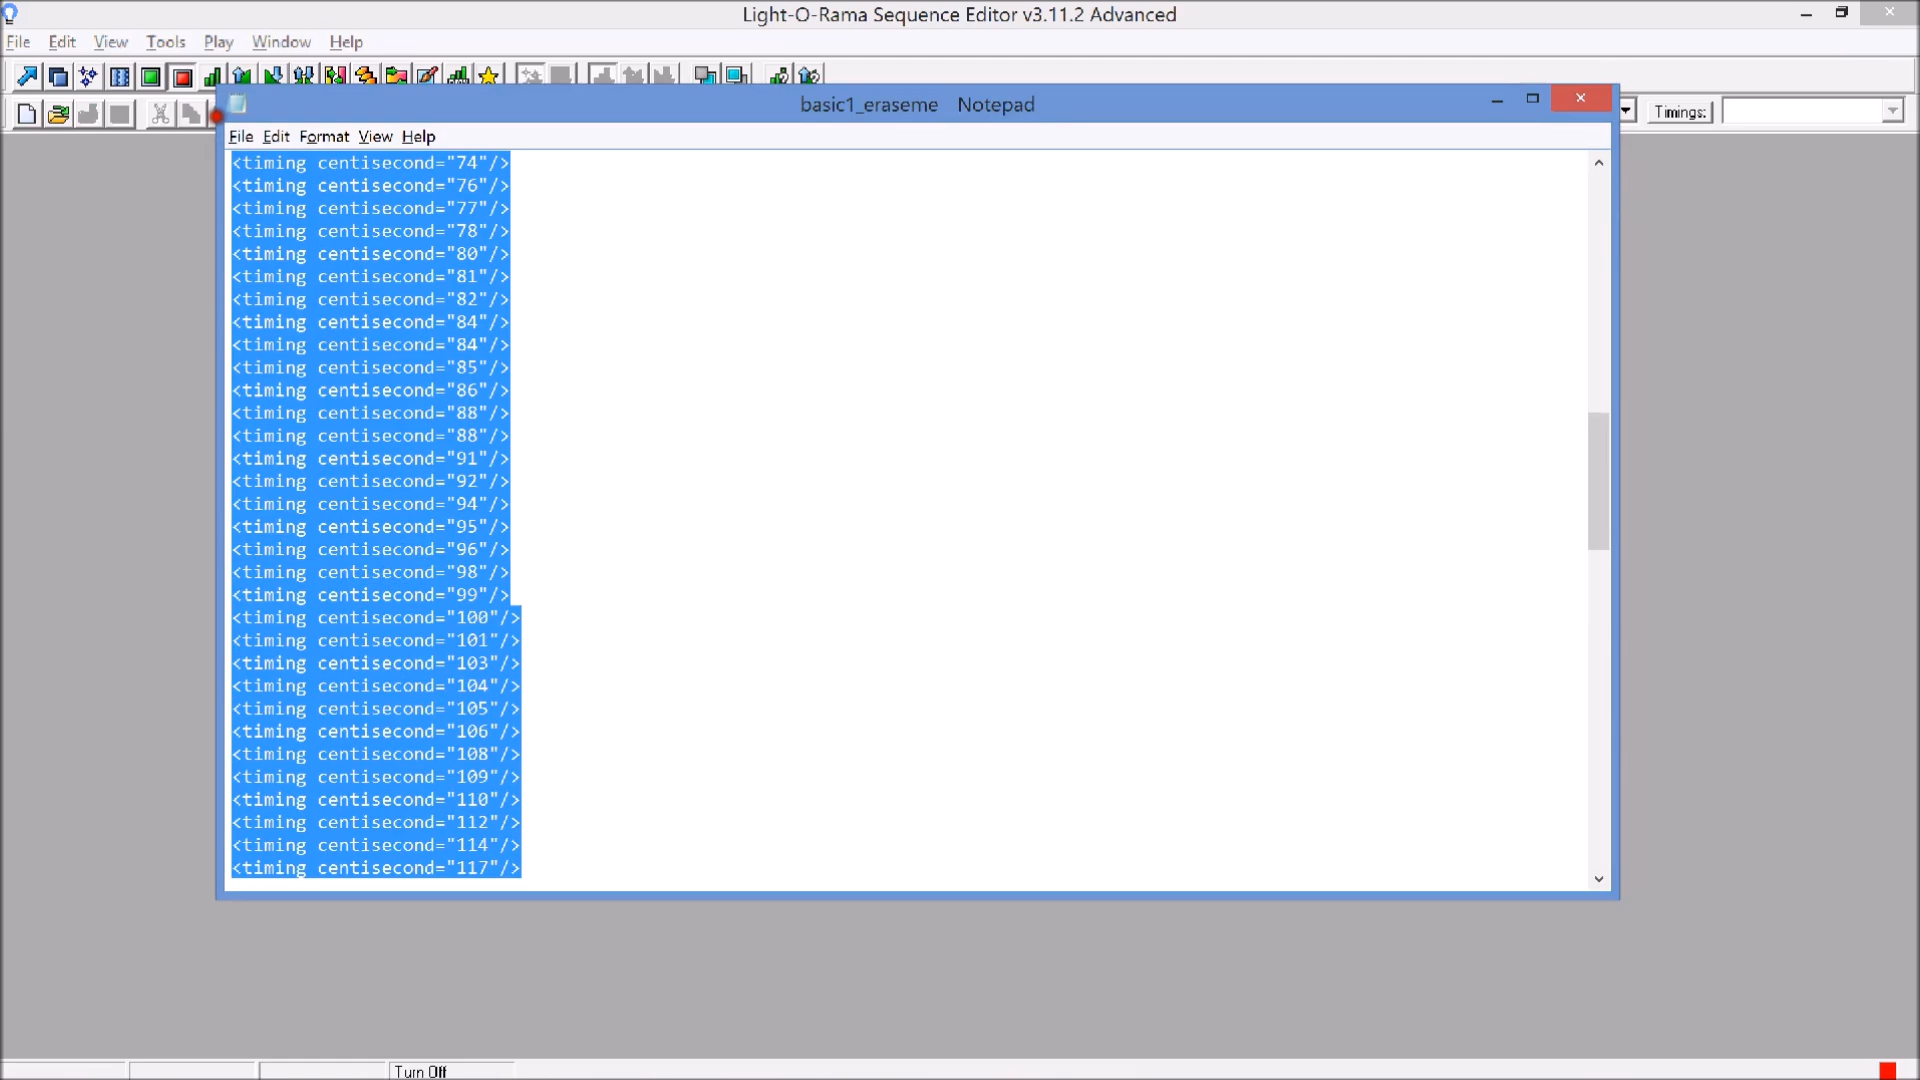 Light-O-Rama Sequence Editor v3.11.2 Advanced
File Edit View Tools Play Window Help
basic1_eraseme Notepad
Timings:
File Edit Format View Help
<timing centisecond="74"/>
<timing centisecond="76"/>
<timing centisecond="77"/>
<timing centisecond="78"/>
<timing centisecond="80"/>
<timing centisecond="81"/>
<timing centisecond="82"/>
<timing centisecond="84"/>
<timing centisecond="84"/>
<timing centisecond="85"/>
<timing centisecond="86"/>
<timing centisecond="88"/>
<timing centisecond="88"/>
<timing centisecond="91"/>
<timing centisecond="92"/>
<timing centisecond="94"/>
<timing centisecond="95"/>
<timing centisecond="96"/>
<timing centisecond="98"/>
<timing centisecond="99"/>
<timing centisecond="100"/>
<timing centisecond="101"/>
<timing centisecond="103"/>
<timing centisecond="104"/>
<timing centisecond="105"/>
<timing centisecond="106"/>
<timing centisecond="108"/>
<timing centisecond="109"/>
<timing centisecond="110"/>
<timing centisecond="112"/>
<timing centisecond="114"/>
<timing centisecond="117"/>
Turn Off